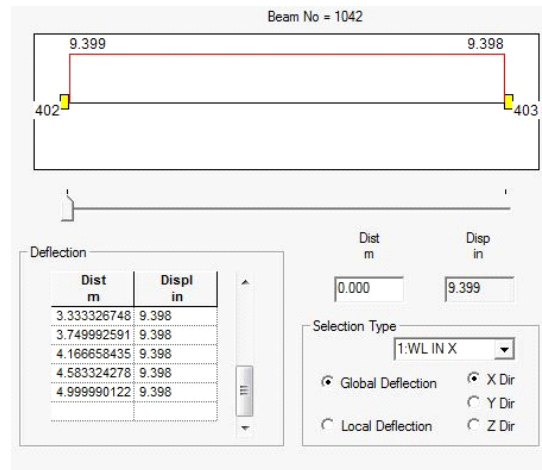 Beam No = 1042
9.399 9.398
402 403
Deflection
Dist Displ
m in
3.333326748 9.398
3.749992591 9.398
4.166658435 9.398
4.583324278 9.398
4.999990122 9.398
Dist Disp
m in
0.000 9.399
Selection Type
1:WL IN X
Global Deflection X Dir
Y Dir
Local Deflection Z Dir